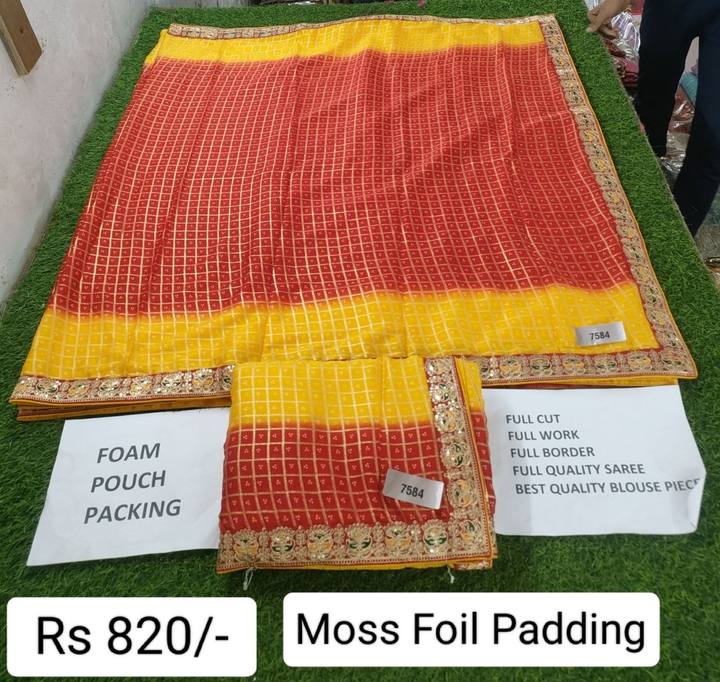 7584
FOAM
POUCH
PACKING
7584
FULL CUT
FULL WORK
FULL BORDER
FULL QUALITY SAREE
BEST QUALITY BLOUSE PIECE
Rs 820/-
Moss Foil Padding